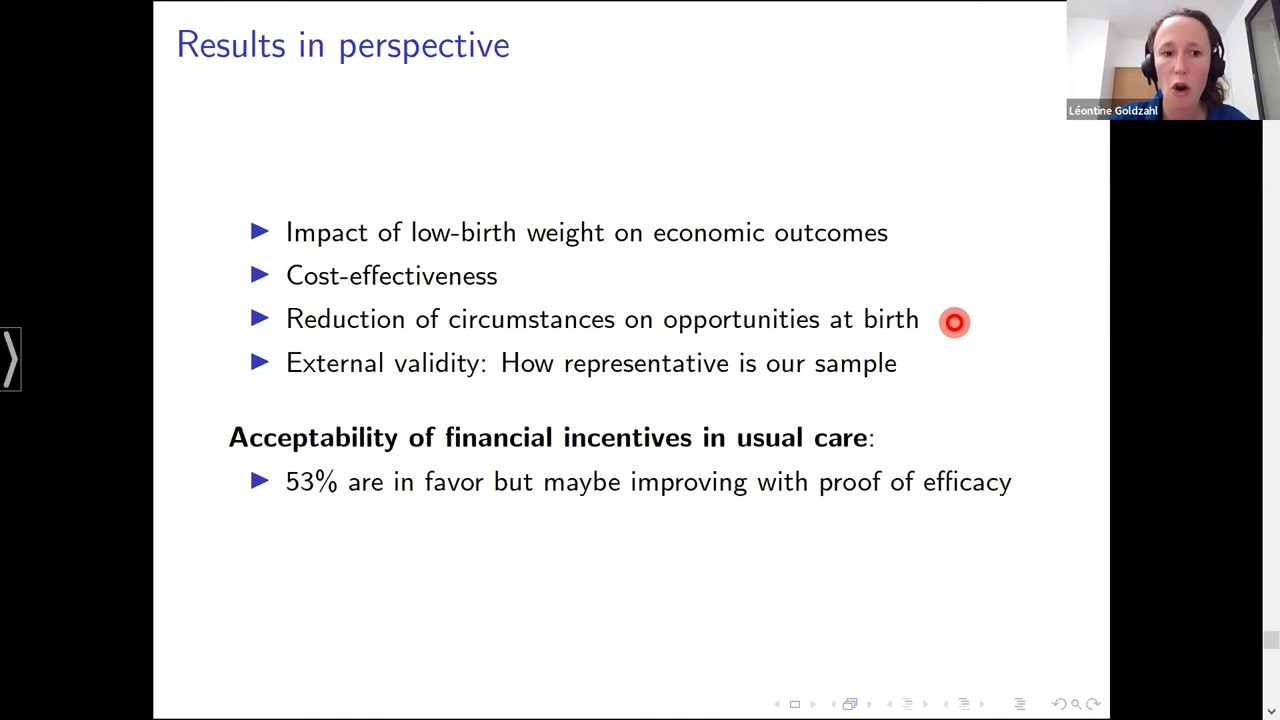 Results in perspective
Léontine Goldzahl
Impact of low-birth weight on economic outcomes
Cost-effectiveness
Reduction of circumstances on opportunities at birth
External validity: How representative is our sample
Acceptability of financial incentives in usual care:
53% are in favor but maybe improving with proof of efficacy